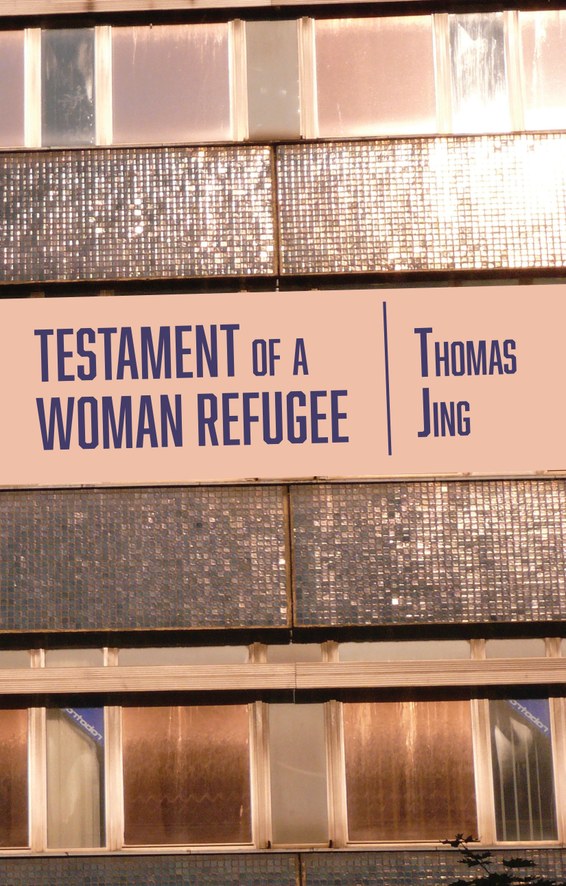 TESTAMENT OF A
WOMAN REFUGEE
THOMAS
JING